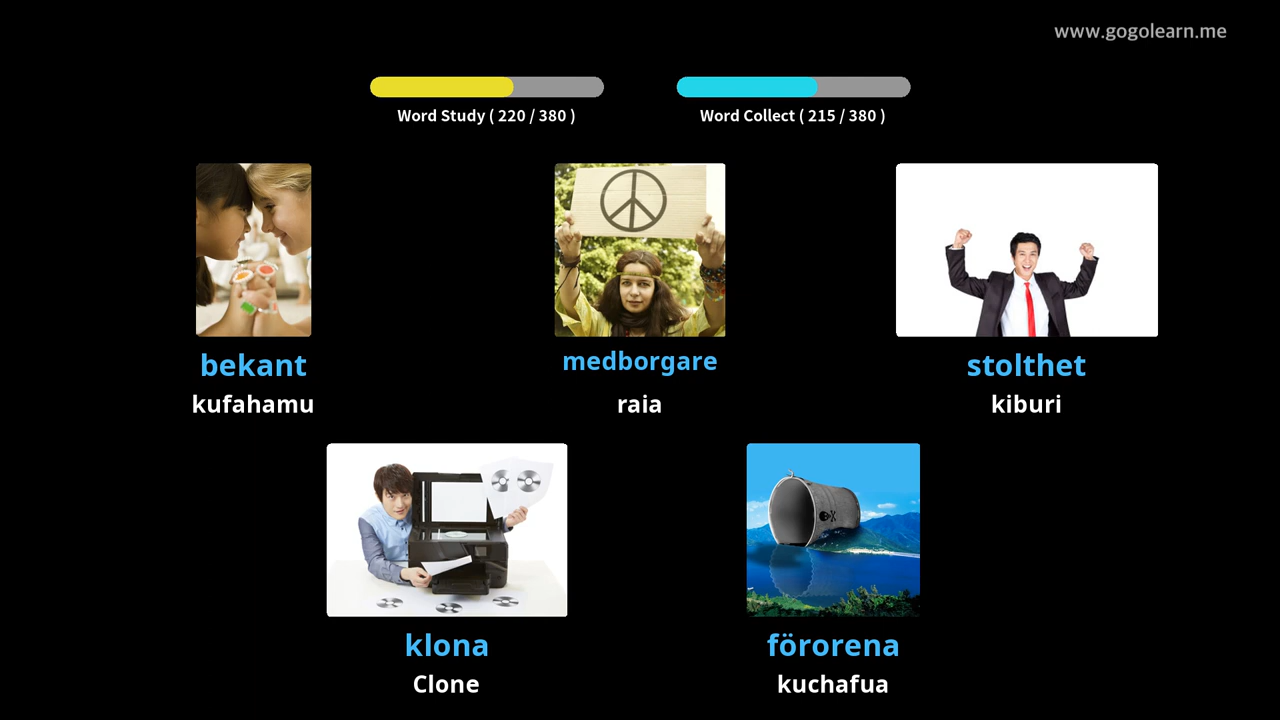 www.gogolearn.me
Word Study ( 220 / 380 )
Word Collect ( 215 / 380 )
bekant
kufahamu
medborgare
raia
stolthet
kiburi
klona
Clone
förorena
kuchafua